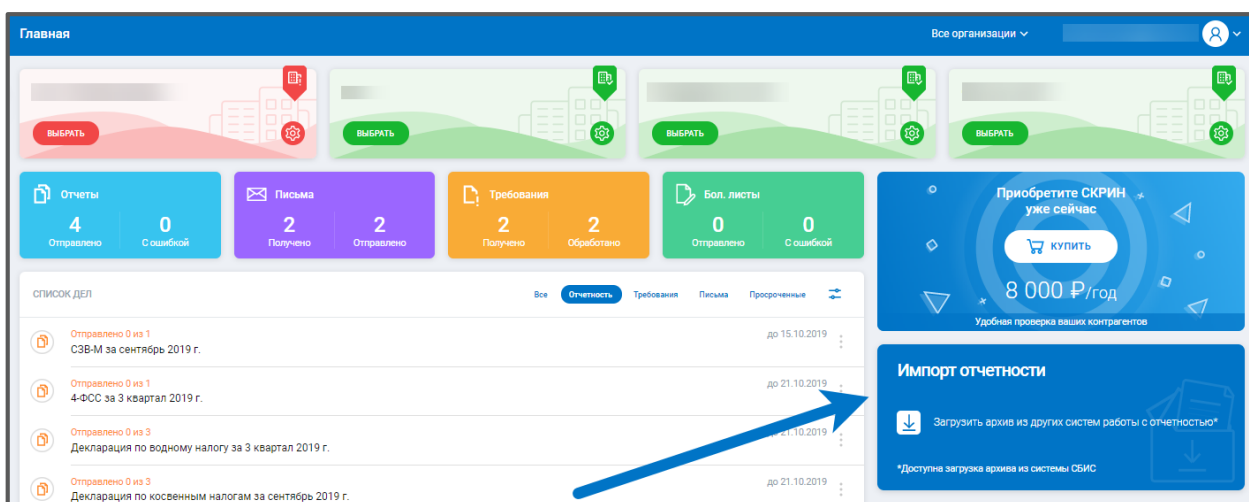 Главная
Все организации
ВЫБРАТЬ
ВЫБРАТЬ
ВЫБРАТЬ
ВЫБРАТЬ
Отчеты
4 0
Отправлено С ошибкой
Письма
2 2
Получено Отправлено
Требования
2 2
Получено Обработано
Бол. листы
0 0
Отправлено С ошибкой
Приобретите СКРИН
уже сейчас
КУПИТЬ
8 000 ₽/год
Удобная проверка ваших контрагентов
СПИСОК ДЕЛ
Все Отчетность Требования Письма Просроченные
Отправлено 0 из 1
до 15.10.2019
СЗВ-М за сентябрь 2019 г.
Отправлено 0 из 1
до 21.10.2019
4-ФСС за 3 квартал 2019 г.
Отправлено 0 из 3
до 21.10.2019
Декларация по водному налогу за 3 квартал 2019 г.
Отправлено 0 из 3
до 21.10.2019
Декларация по косвенным налогам за сентябрь 2019 г.
Импорт отчетности
Загрузить архив из других систем работы с отчетностью*
*Доступна загрузка архива из системы СБИС